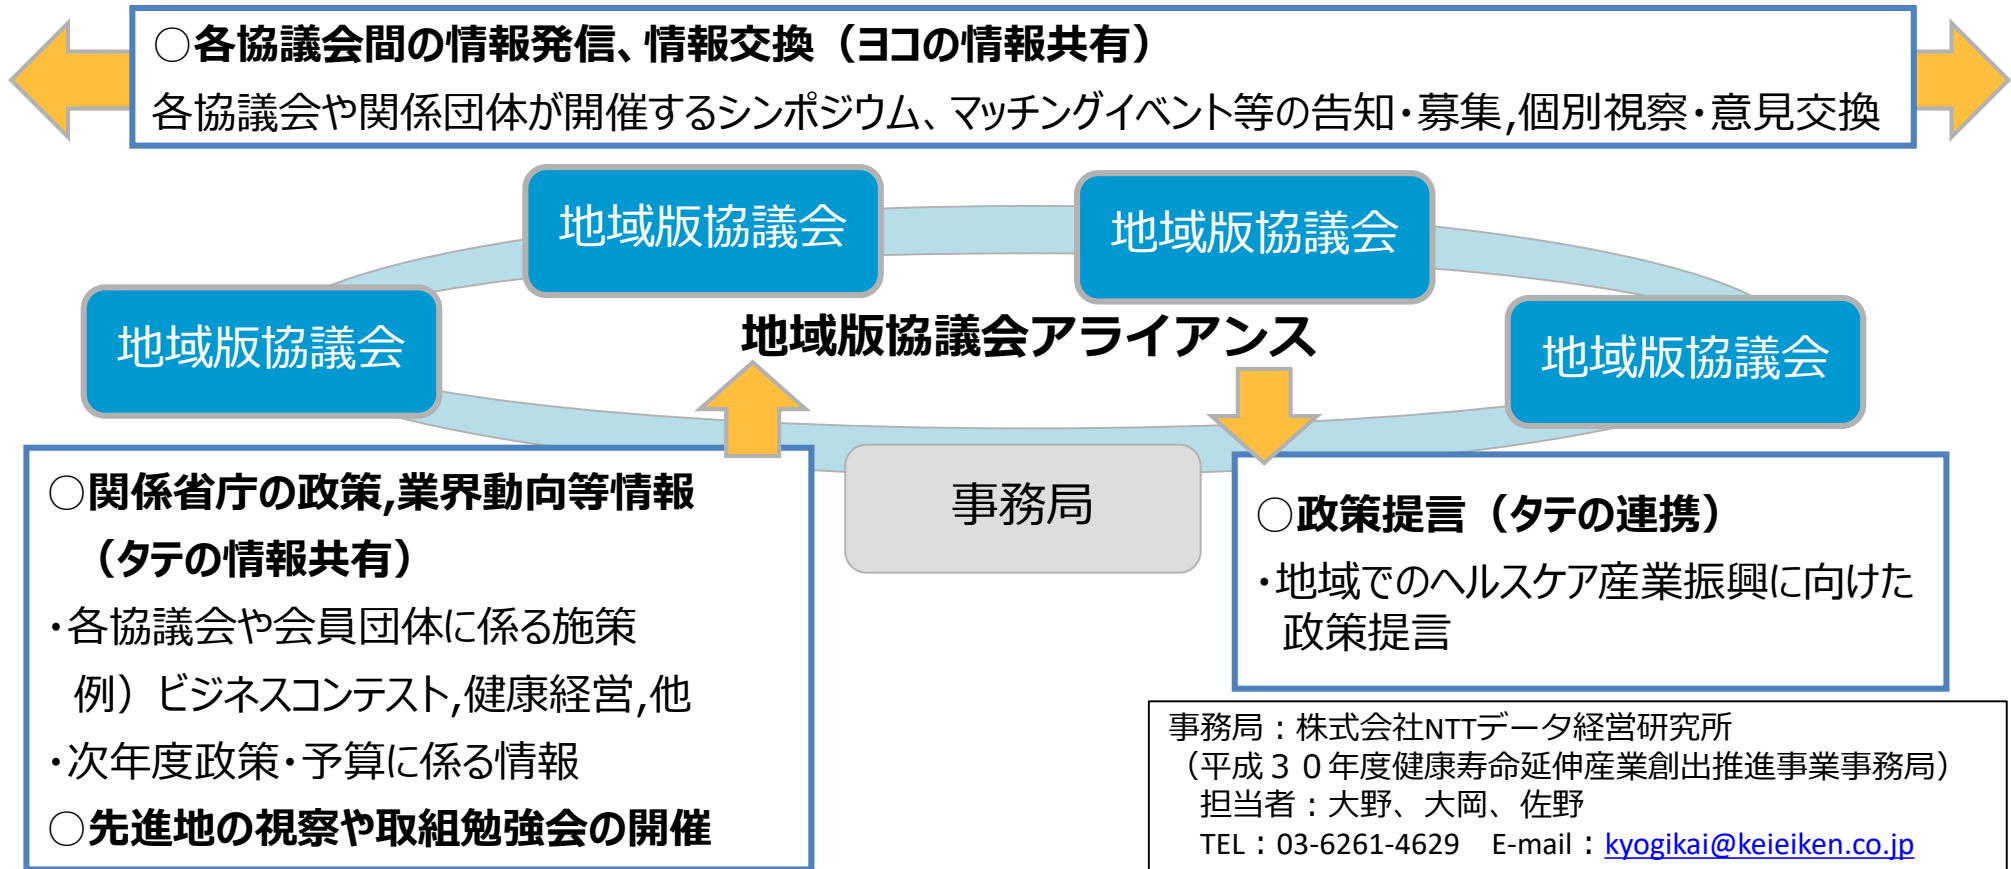 ○各協議会間の情報発信、情報交換（ヨコの情報共有）
各協議会や関係団体が開催するシンポジウム、マッチングイベント等の告知・募集,個別視察・意見交換
地域版協議会
地域版協議会
地域版協議会
地域版協議会
地域版協議会アライアンス
○関係省庁の政策,業界動向等情報
（タテの情報共有）
・各協議会や会員団体に係る施策
例）ビジネスコンテスト,健康経営,他
・次年度政策・予算に係る情報
○先進地の視察や取組勉強会の開催
事務局
○政策提言（タテの連携）
・地域でのヘルスケア産業振興に向けた
政策提言
事務局：株式会社NTTデータ経営研究所
（平成３０年度健康寿命延伸産業創出推進事業事務局）
担当者：大野、大岡、佐野
TEL：03-6261-4629　E-mail：kyogikai@keieiken.co.jp